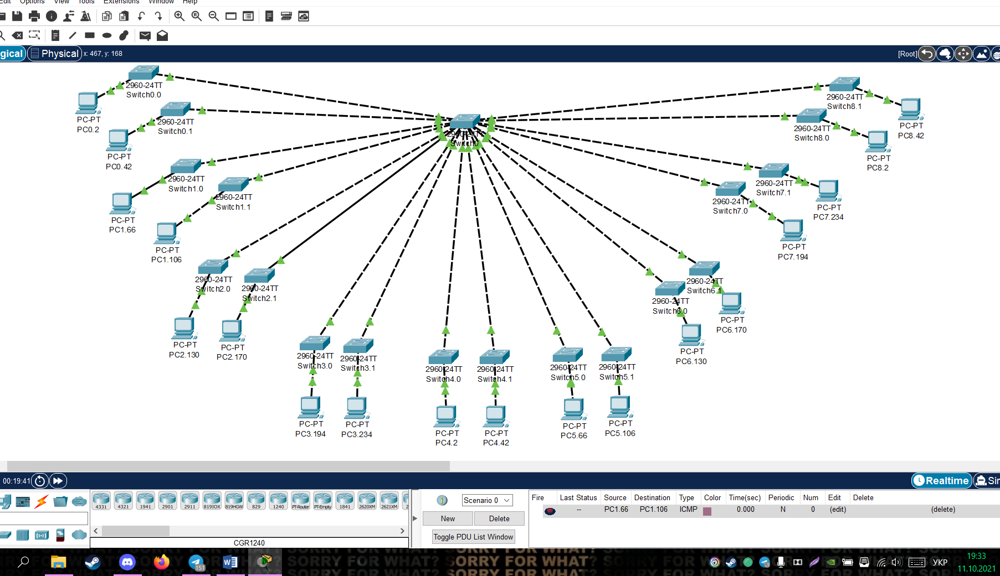 Edit Options View Tools Extensions Window Help
gical Physical x: 467, y: 168 [Root]
2960-24TT
Switch0.0
PC-PT
PC0.2
2960-24TT
Switch0.1
PC-PT
PC0.42
2960-24TT
Switch1.0
PC-PT
PC1.66
2960-24TT
Switch1.1
PC-PT
PC1.106
2960-24TT
Switch2.0
PC-PT
PC2.130
2960-24TT
Switch2.1
PC-PT
PC2.170
2960-24TT
Switch3.0
PC-PT
PC3.194
2960-24TT
Switch3.1
PC-PT
PC3.234
2960-24TT
Switch0
2960-24TT
Switch4.0
PC-PT
PC4.2
2960-24TT
Switch4.1
PC-PT
PC4.42
2960-24TT
Switch5.0
PC-PT
PC5.66
2960-24TT
Switch5.1
PC-PT
PC5.106
2960-24TT
Switch6.0
PC-PT
PC6.130
2960-24TT
Switch6.1
PC-PT
PC6.170
2960-24TT
Switch7.0
PC-PT
PC7.194
2960-24TT
Switch7.1
PC-PT
PC7.234
2960-24TT
Switch8.0
PC-PT
PC8.2
2960-24TT
Switch8.1
PC-PT
PC8.42
00:19:41 Realtime Sir
4331 4321 1941 2901 2911 819IOX 819HGW 829 1240 PT-Router PT-Empty 1841 2620XM 2621XM 2
CGR1240
Scenario 0
New Delete
Toggle PDU List Window
Fire Last Status Source Destination Type Color Time(sec) Periodic Num Edit Delete
-- PC1.66 PC1.106 ICMP 0.000 N 0 (edit) (delete)
SORRY FOR WHAT?
SORRY FOR WHAT?
151
УКР
19:33
11.10.2021